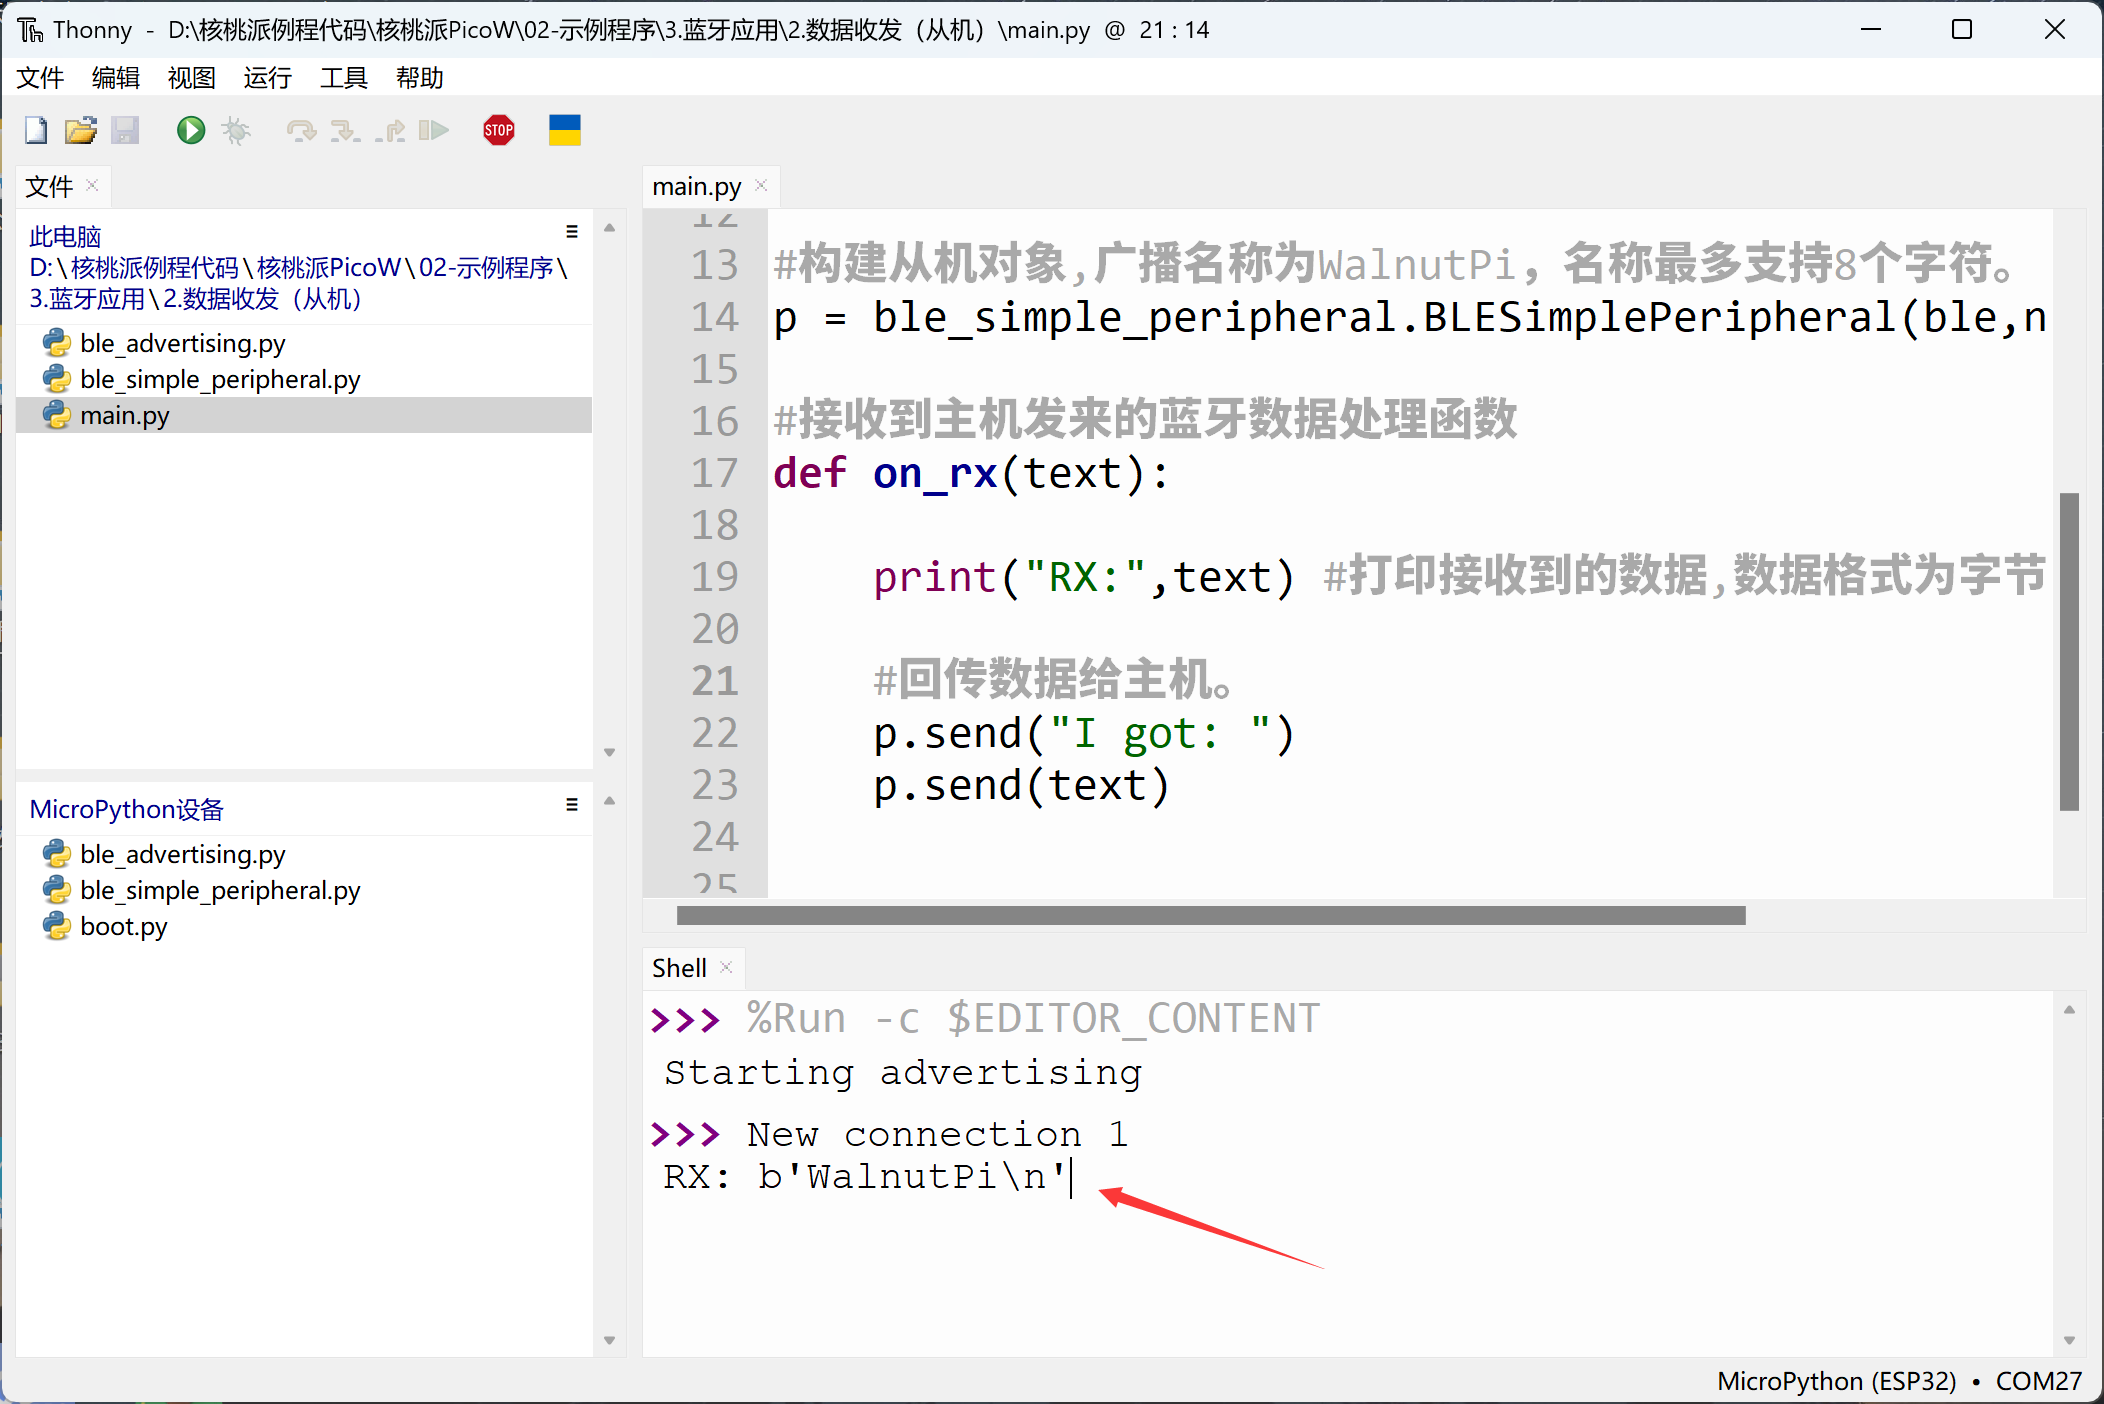 Thonny - D:\核桃派例程代码\核桃派PicoW\02-示例程序\3.蓝牙应用\2.数据收发（从机）\main.py @ 21 : 14
文件 编辑 视图 运行 工具 帮助
STOP
文件
此电脑
D:\核桃派例程代码\核桃派PicoW\02-示例程序\
3.蓝牙应用\2.数据收发（从机）
ble_advertising.py
ble_simple_peripheral.py
main.py
MicroPython设备
ble_advertising.py
ble_simple_peripheral.py
boot.py
main.py
12
13 #构建从机对象,广播名称为WalnutPi，名称最多支持8个字符。
14 p = ble_simple_peripheral.BLESimplePeripheral(ble,n
15
16 #接收到主机发来的蓝牙数据处理函数
17 def on_rx(text):
18
19 print("RX:",text) #打印接收到的数据,数据格式为字节
20
21 #回传数据给主机。
22 p.send("I got: ")
23 p.send(text)
24
25
Shell
>>> %Run -c $EDITOR_CONTENT
Starting advertising
>>> New connection 1
RX: b'WalnutPi\n'
MicroPython (ESP32) • COM27